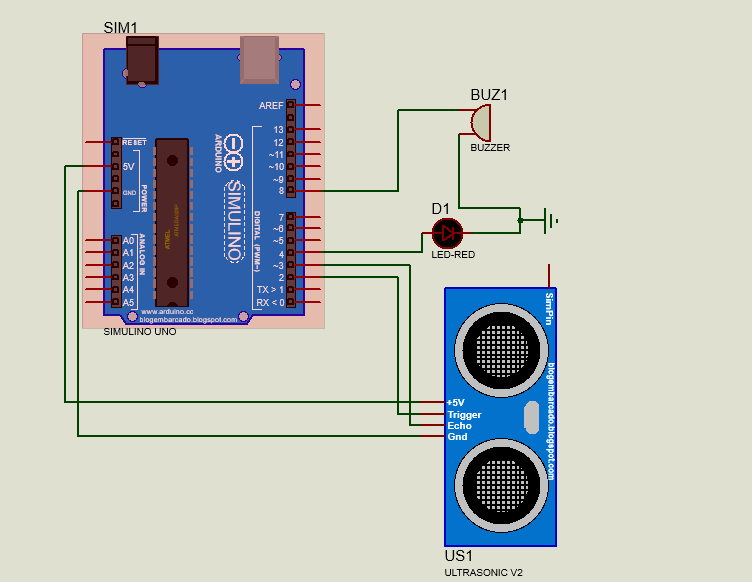 SIM1
AREF
13
12
~11
~10
~9
8
RESET
5V
GND
POWER
ARDUINO
SIMULINO
ATMEL
DIGITAL (PWM~)
7
~6
~5
4
~3
2
TX > 1
RX < 0
ANALOG IN
A0
A1
A2
A3
A4
A5
www.arduino.cc
blogembarcado.blogspot.com
SIMULINO UNO
BUZ1
BUZZER
D1
LED-RED
SimPin
blogembarcado.blogspot.com
+5V
Trigger
Echo
Gnd
US1
ULTRASONIC V2